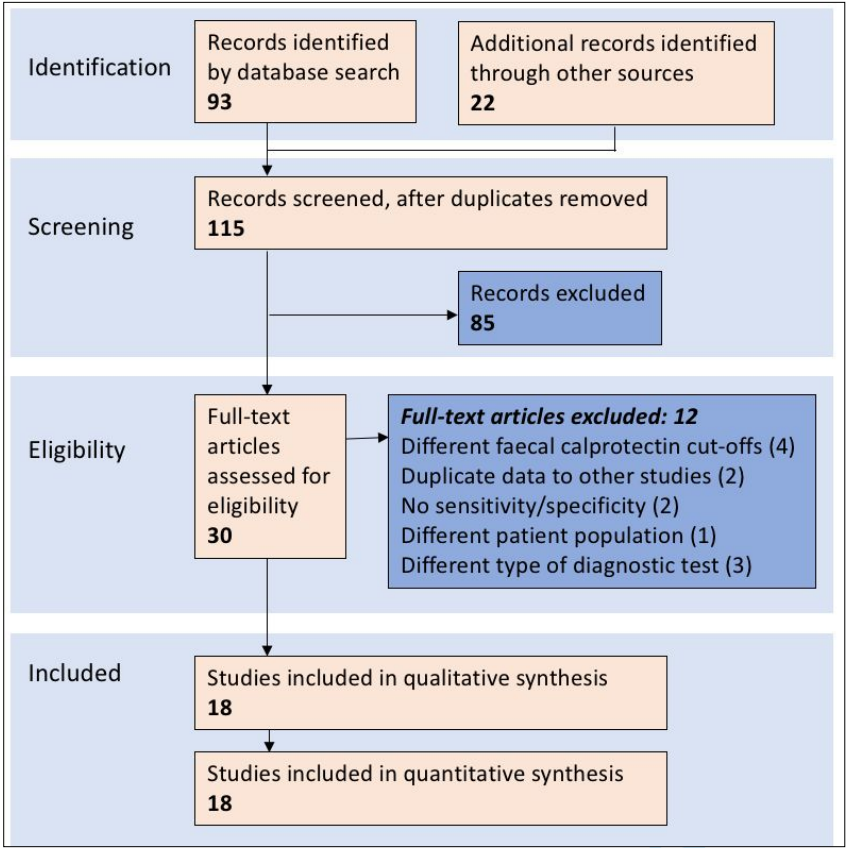 Identification
Records identified
by database search
93
Additional records identified
through other sources
22
Screening
Records screened, after duplicates removed
115
Records excluded
85
Eligibility
Full-text
articles
assessed for
eligibility
30
Full-text articles excluded: 12
Different faecal calprotectin cut-offs (4)
Duplicate data to other studies (2)
No sensitivity/specificity (2)
Different patient population (1)
Different type of diagnostic test (3)
Included
Studies included in qualitative synthesis
18
Studies included in quantitative synthesis
18